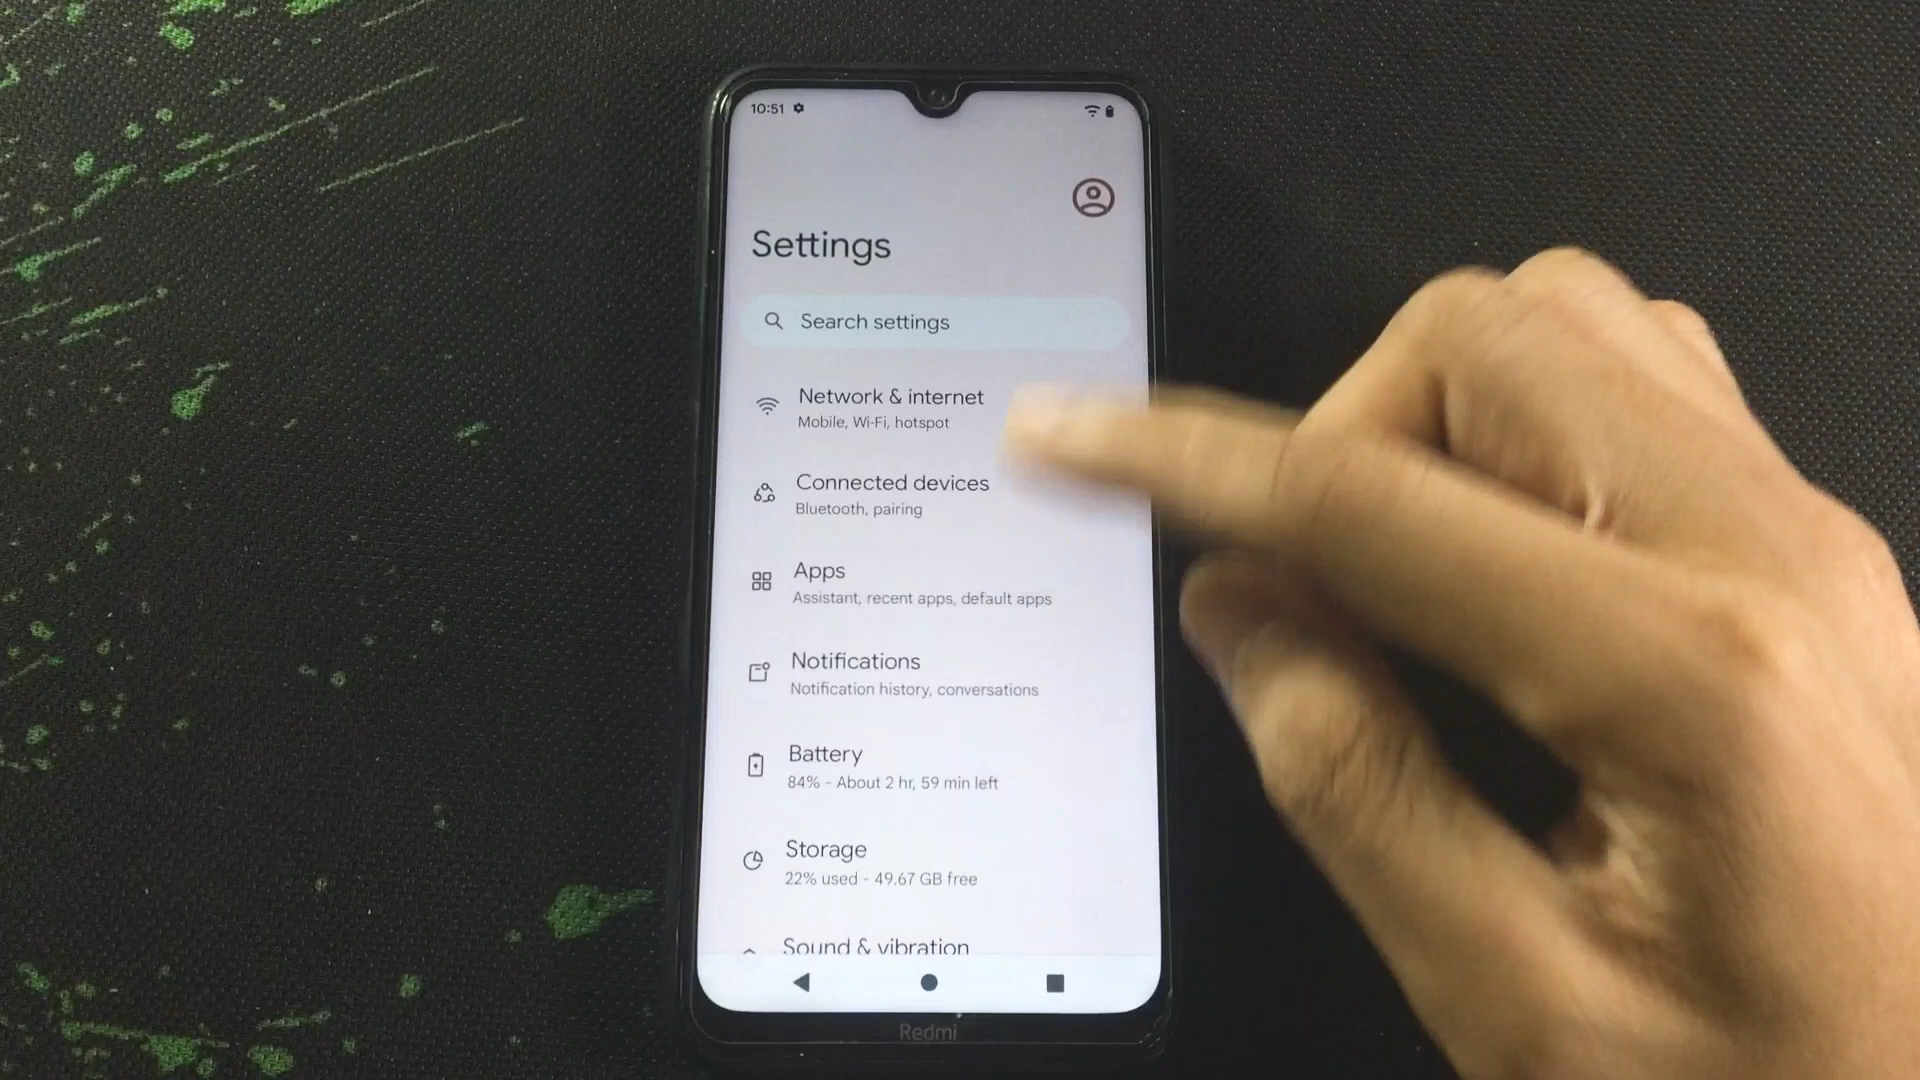 10:51
Settings
Search settings
Network & internet
Mobile, Wi-Fi, hotspot
Connected devices
Bluetooth, pairing
Apps
Assistant, recent apps, default apps
Notifications
Notification history, conversations
Battery
84% - About 2 hr, 59 min left
Storage
22% used - 49.67 GB free
Sound & vibration
Redmi